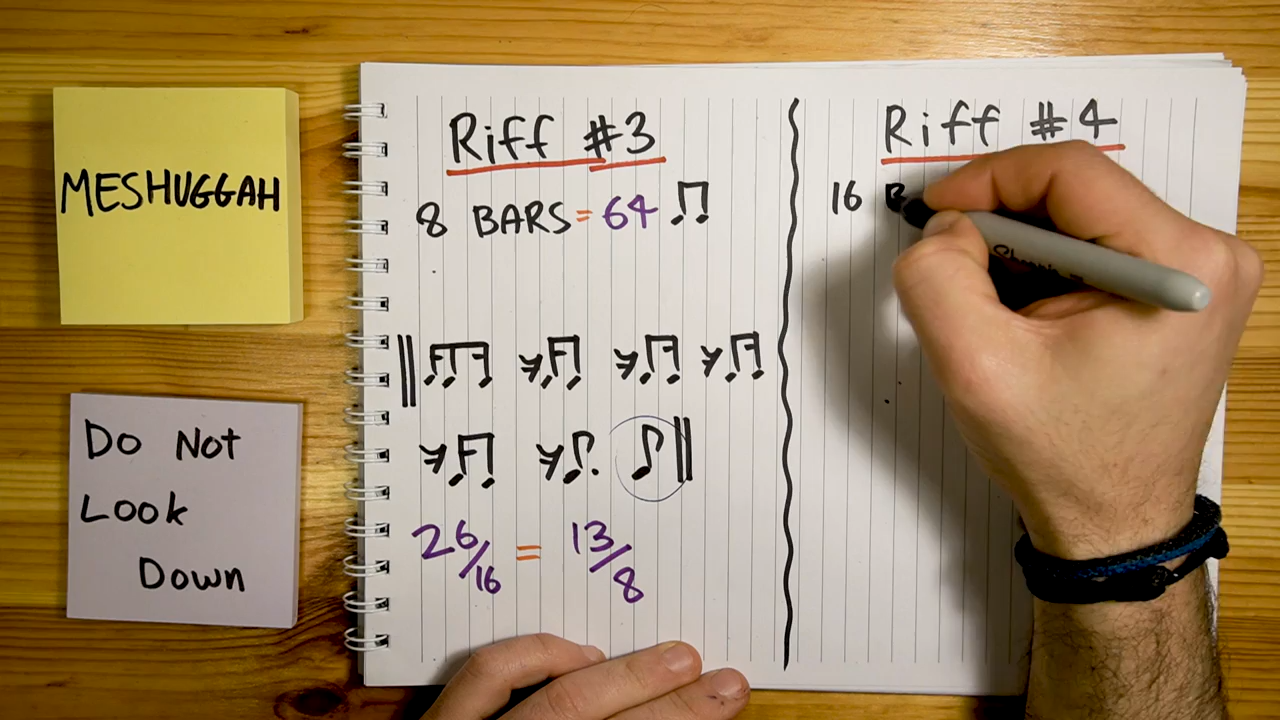 MESHUGGAH
Do Not
Look
Down
Riff #3
8 BARS = 64 ♫
26/16 = 13/8
Riff #4
16 B